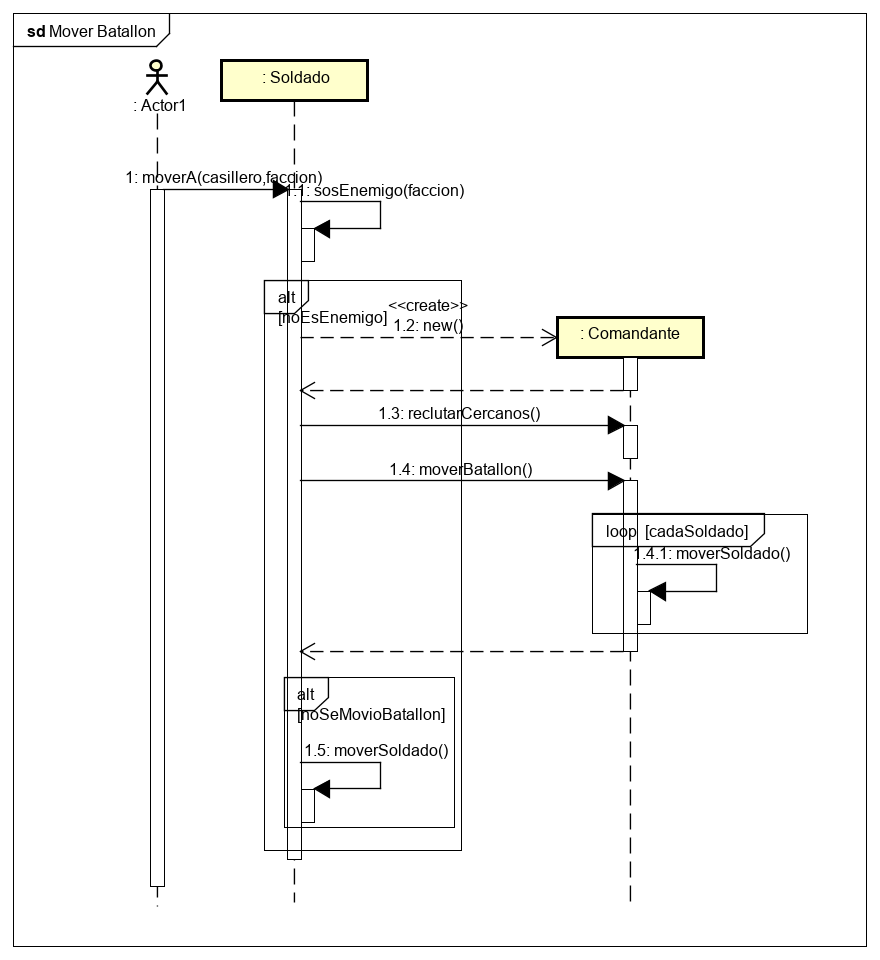 sd Mover Batallon
: Actor1
: Soldado
1: moverA(casillero,faccion)
1.1: sosEnemigo(faccion)
alt
[noEsEnemigo]
<<create>>
1.2: new()
: Comandante
1.3: reclutarCercanos()
1.4: moverBatallon()
loop [cadaSoldado]
1.4.1: moverSoldado()
alt
[noSeMovioBatallon]
1.5: moverSoldado()